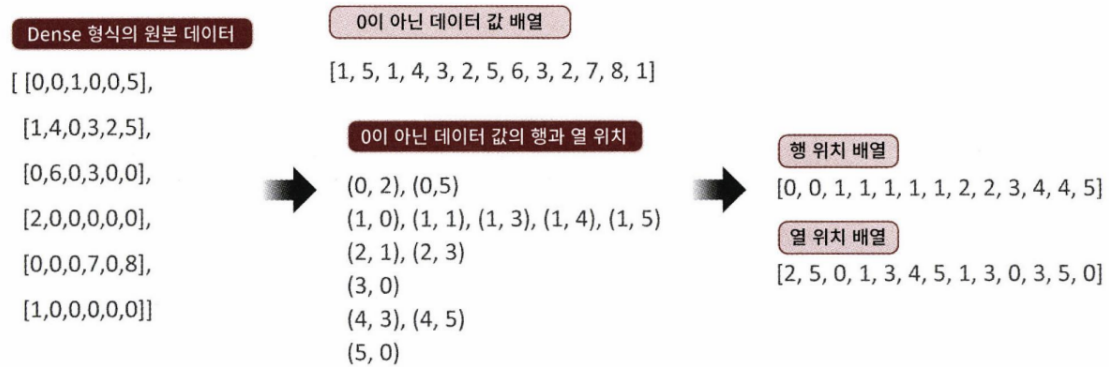 Dense 형식의 원본 데이터
[ [0,0,1,0,0,5],
[1,4,0,3,2,5],
[0,6,0,3,0,0],
[2,0,0,0,0,0],
[0,0,0,7,0,8],
[1,0,0,0,0,0]]
0이 아닌 데이터 값 배열
[1, 5, 1, 4, 3, 2, 5, 6, 3, 2, 7, 8, 1]
0이 아닌 데이터 값의 행과 열 위치
(0, 2), (0,5)
(1, 0), (1, 1), (1, 3), (1, 4), (1, 5)
(2, 1), (2, 3)
(3, 0)
(4, 3), (4, 5)
(5, 0)
행 위치 배열
[0, 0, 1, 1, 1, 1, 1, 2, 2, 3, 4, 4, 5]
열 위치 배열
[2, 5, 0, 1, 3, 4, 5, 1, 3, 0, 3, 5, 0]